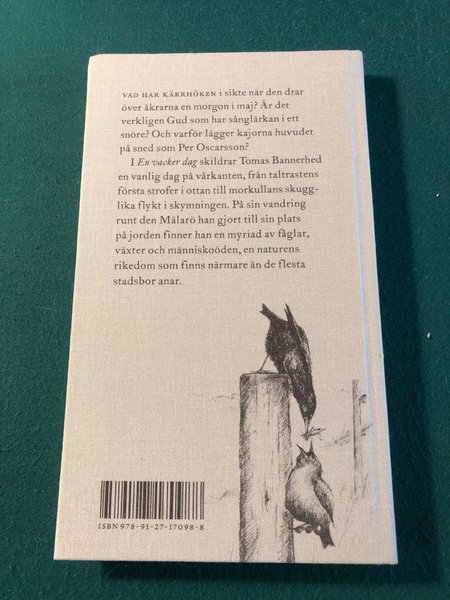 VAD HAR KÄRRHÖKEN i sikte när den drar
över åkrarna en morgon i maj? Är det
verkligen Gud som har sånglärkan i ett
snöre? Och varför lägger kajorna huvudet
på sned som Per Oscarsson?
I En vacker dag skildrar Tomas Bannerhed
en vanlig dag på vårkanten, från taltrastens
första strofer i ottan till morkullans skugg-
lika flykt i skymningen. På sin vandring
runt den Mälarö han gjort till sin plats
på jorden finner han en myriad av fåglar,
växter och människoöden, en naturens
rikedom som finns närmare än de flesta
stadsbor anar.
ISBN 978-91-27-17098-8